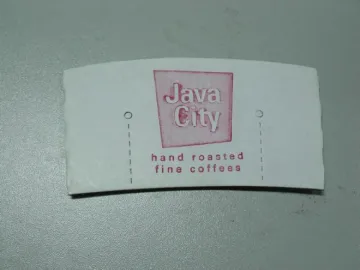 Java
City
hand roasted
fine coffees